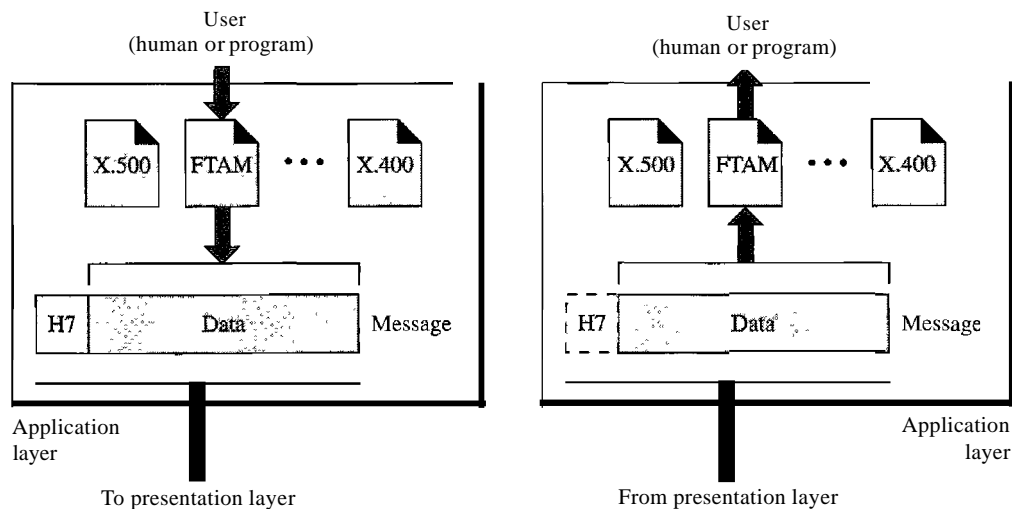 User
(human or program)
X.500
FTAM
X.400
H7
Data
Message
Application
layer
To presentation layer
User
(human or program)
X.500
FTAM
X.400
H7
Data
Message
Application
layer
From presentation layer